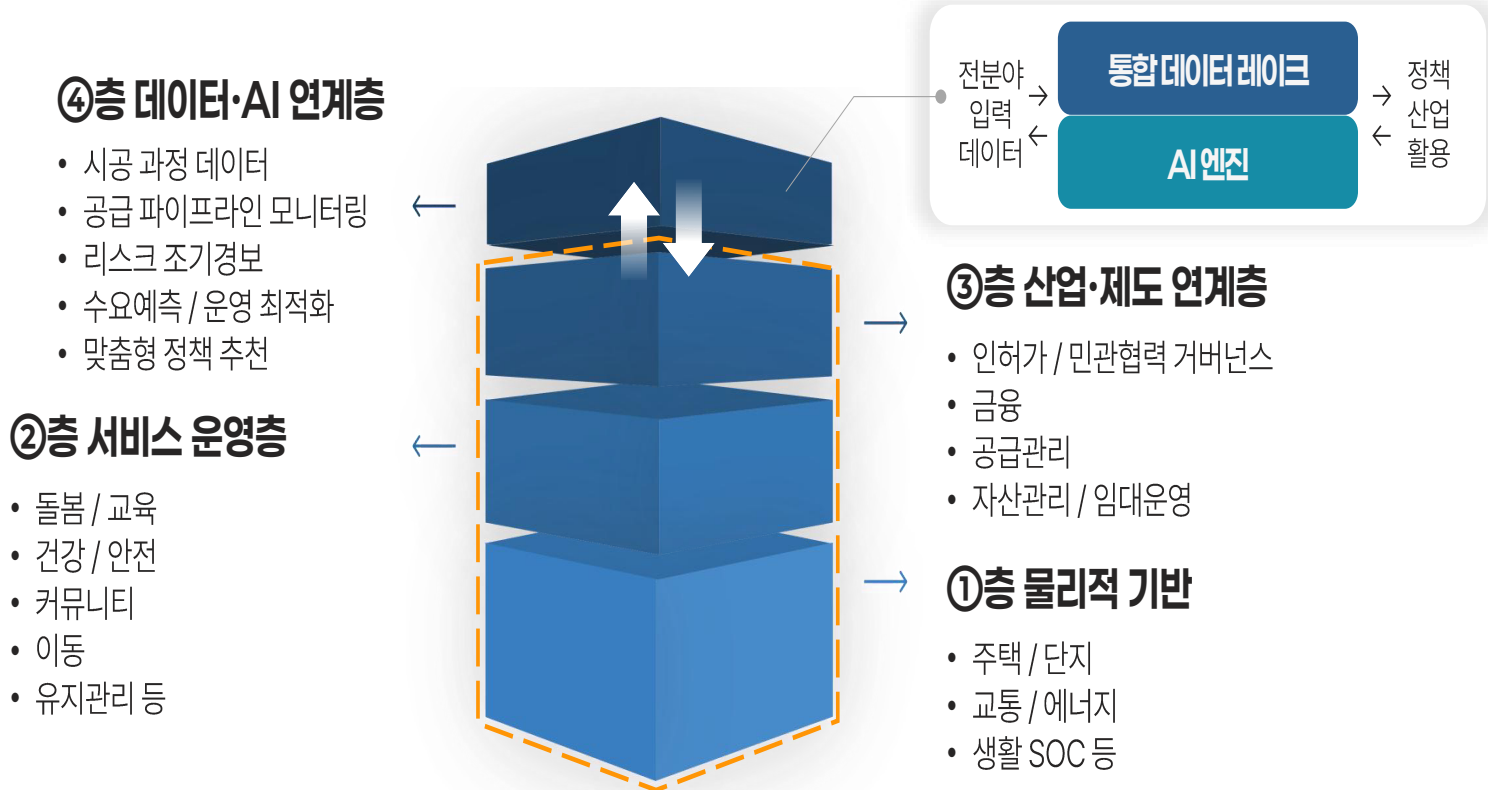 ④층 데이터·AI 연계층
• 시공 과정 데이터
• 공급 파이프라인 모니터링
• 리스크 조기경보
• 수요예측 / 운영 최적화
• 맞춤형 정책 추천
②층 서비스 운영층
• 돌봄 / 교육
• 건강 / 안전
• 커뮤니티
• 이동
• 유지관리 등
전분야
입력
데이터
통합 데이터 레이크
AI 엔진
정책
산업
활용
③층 산업·제도 연계층
• 인허가 / 민관협력 거버넌스
• 금융
• 공급관리
• 자산관리 / 임대운영
①층 물리적 기반
• 주택 / 단지
• 교통 / 에너지
• 생활 SOC 등